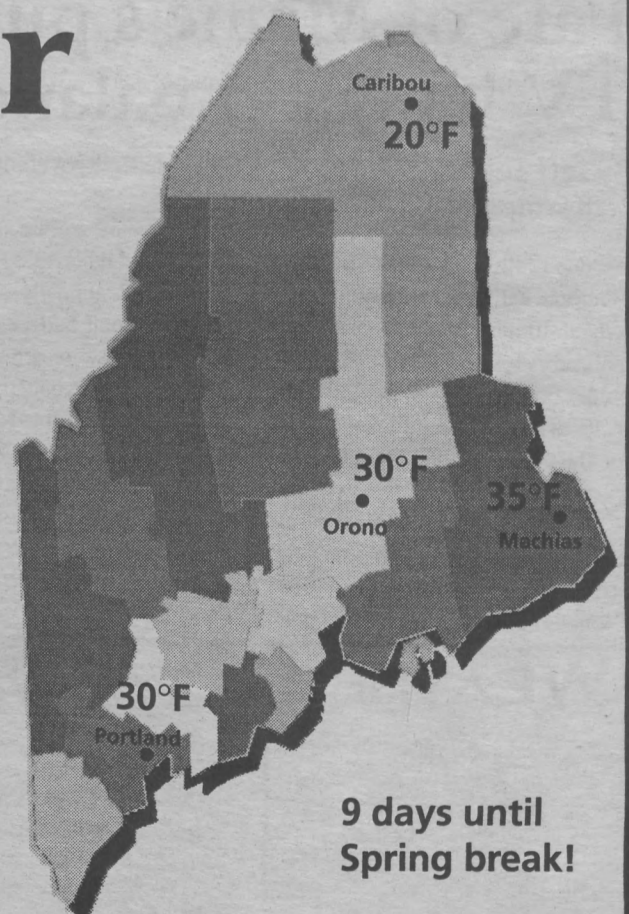 r
Caribou
20°F
30°F
Orono
35°F
Machias
30°F
Portland
9 days until
Spring break!